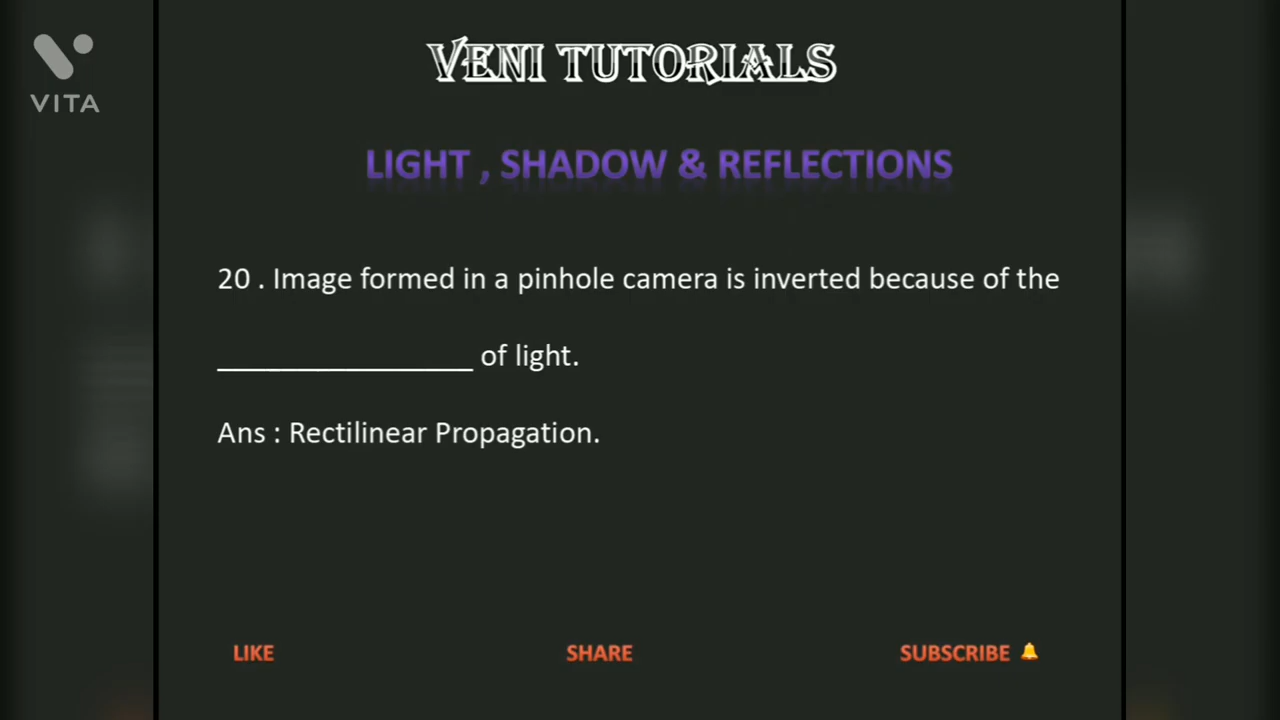 VITA
VENI TUTORIALS
LIGHT , SHADOW & REFLECTIONS
20 . Image formed in a pinhole camera is inverted because of the
________________ of light.
Ans : Rectilinear Propagation.
LIKE SHARE SUBSCRIBE 🔔